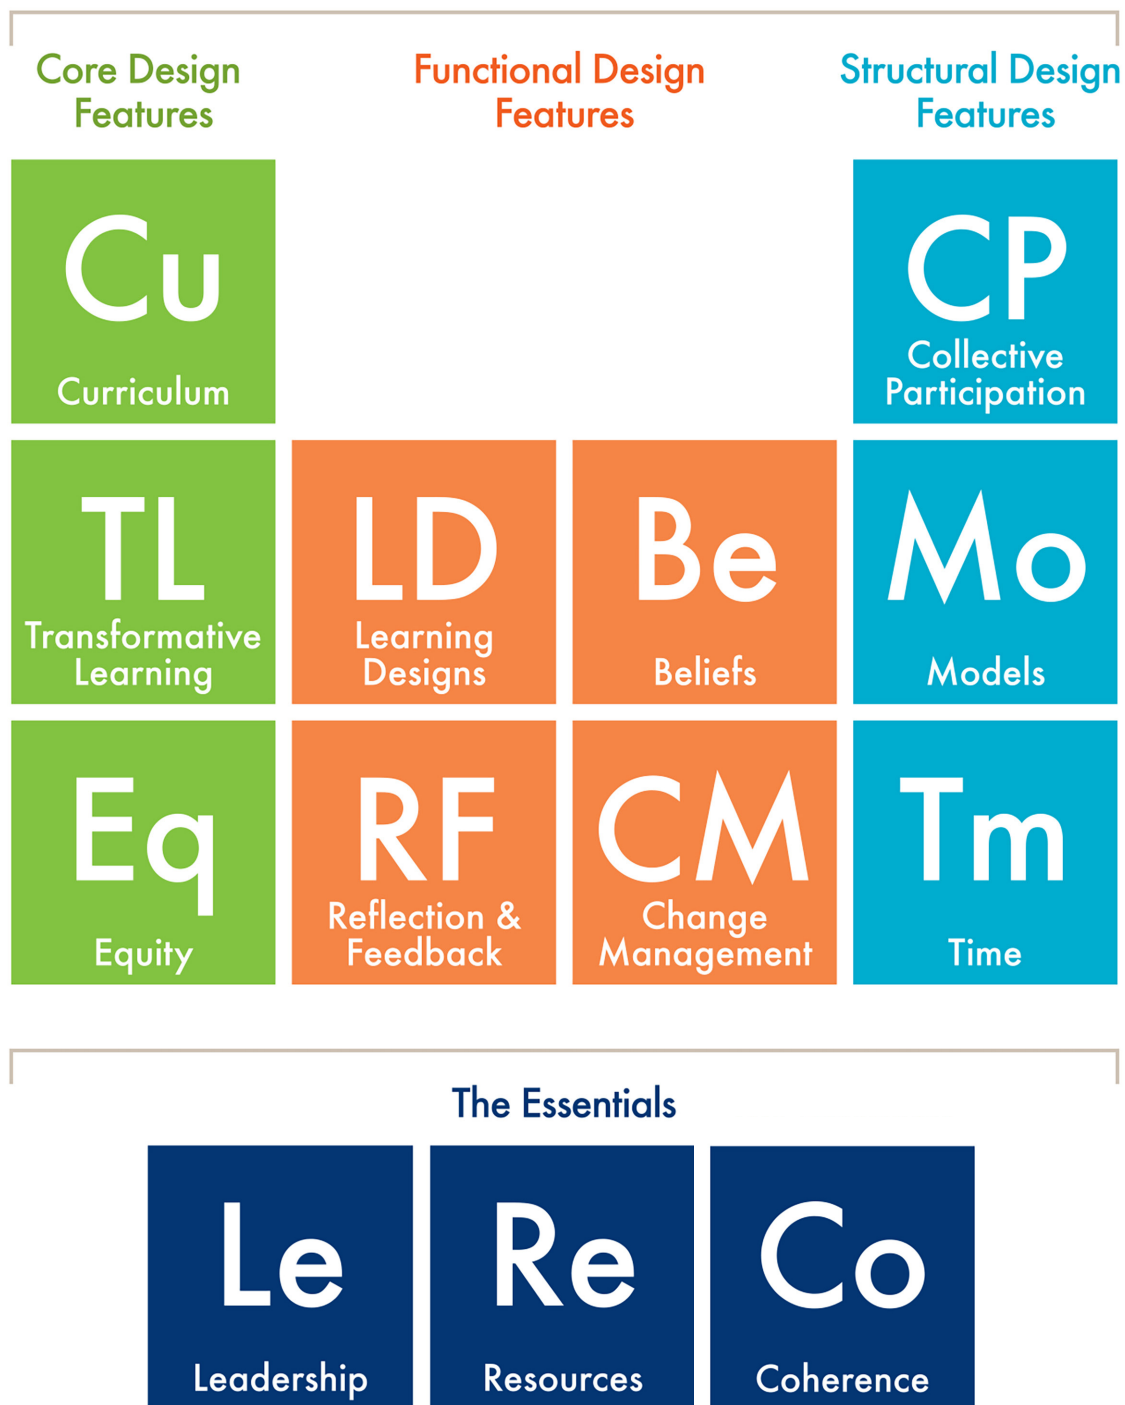 Core Design
Features
Functional Design
Features
Structural Design
Features
Cu
Curriculum
CP
Collective
Participation
TL
Transformative
Learning
LD
Learning
Designs
Be
Beliefs
Mo
Models
Eq
Equity
RF
Reflection &
Feedback
CM
Change
Management
Tm
Time
The Essentials
Le
Leadership
Re
Resources
Co
Coherence